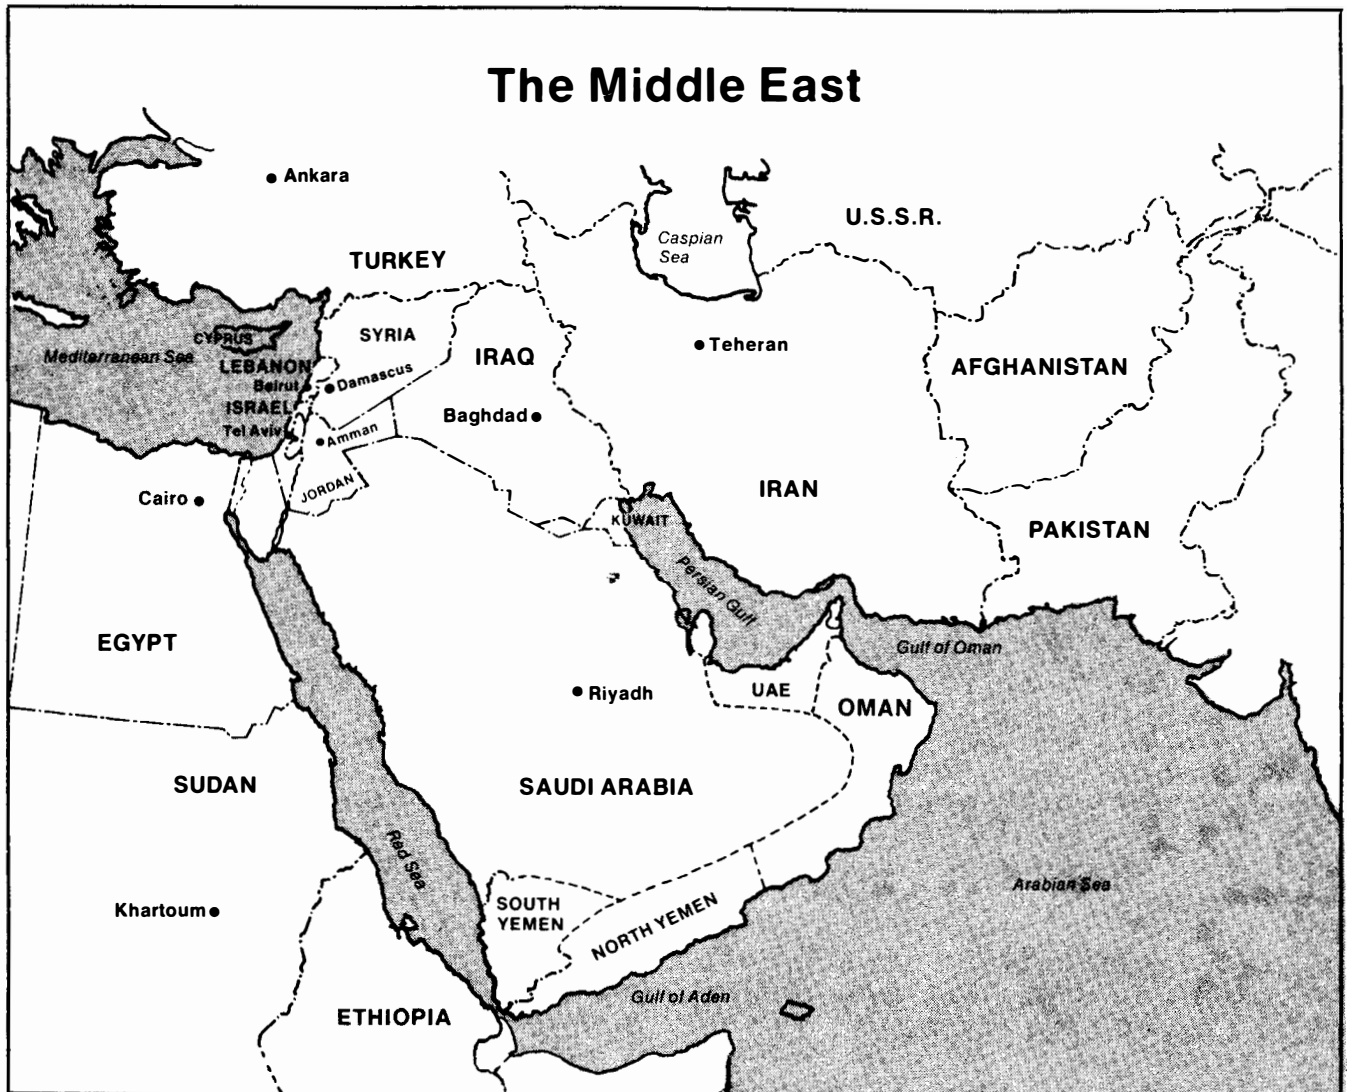 The Middle East
Ankara
U.S.S.R.
Caspian
Sea
TURKEY
SYRIA
CYPRUS
Mediterranean Sea
IRAQ
Teheran
AFGHANISTAN
LEBANON
Beirut
Damascus
ISRAEL
Baghdad
Tel Aviv
Amman
Cairo
JORDAN
IRAN
KUWAIT
PAKISTAN
Persian Gulf
EGYPT
Gulf of Oman
Riyadh
UAE
OMAN
SUDAN
SAUDI ARABIA
Red Sea
Arabian Sea
Khartoum
SOUTH
YEMEN
NORTH YEMEN
Gulf of Aden
ETHIOPIA